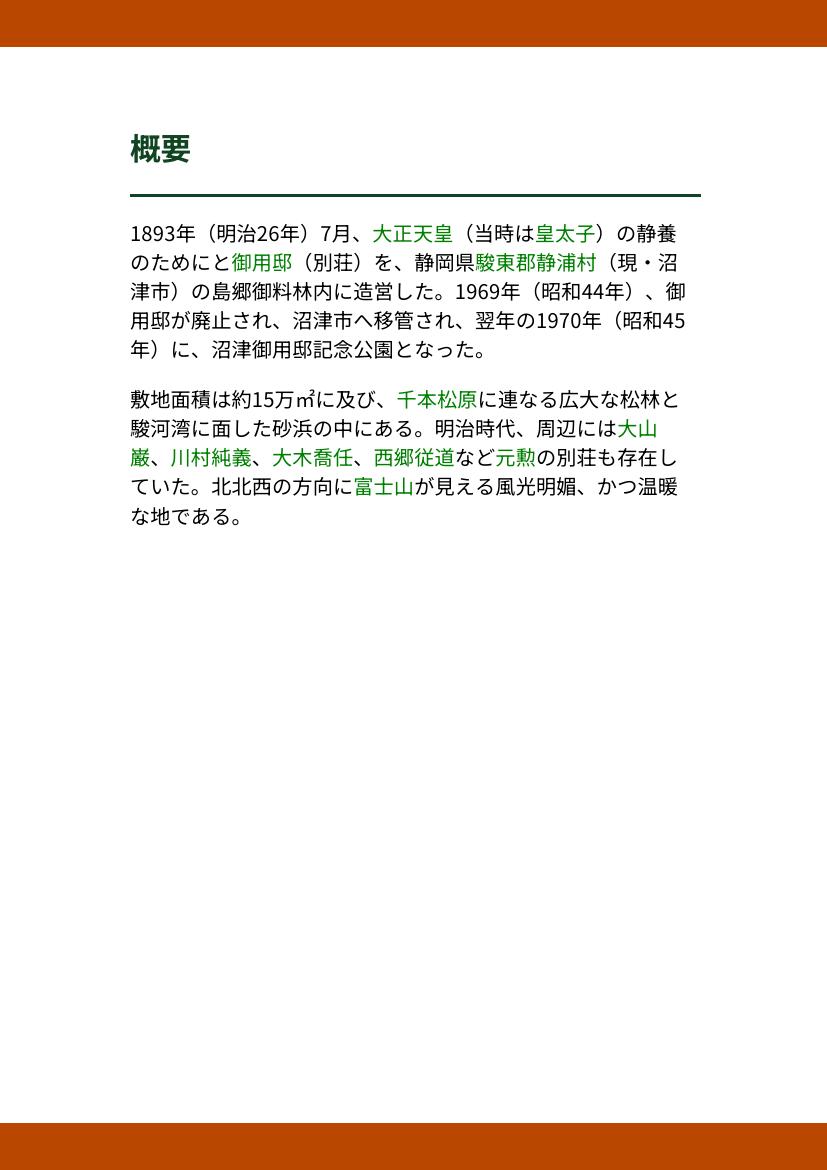 概要
1893年（明治26年）7月、大正天皇（当時は皇太子）の静養
のためにと御用邸（別荘）を、静岡県駿東郡静浦村（現・沼
津市）の島郷御料林内に造営した。1969年（昭和44年）、御
用邸が廃止され、沼津市へ移管され、翌年の1970年（昭和45
年）に、沼津御用邸記念公園となった。
敷地面積は約15万㎡に及び、千本松原に連なる広大な松林と
駿河湾に面した砂浜の中にある。明治時代、周辺には大山
巌、川村純義、大木喬任、西郷従道など元勲の別荘も存在し
ていた。北北西の方向に富士山が見える風光明媚、かつ温暖
な地である。